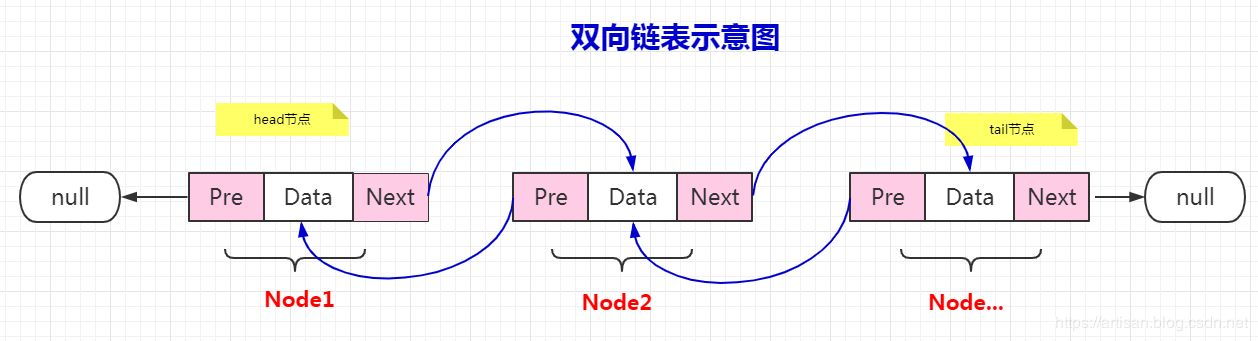 双向链表示意图
head节点
tail节点
null
Pre
Data
Next
Pre
Data
Next
Pre
Data
Next
null
Node1
Node2
Node...
https://artisan.blog.csdn.net